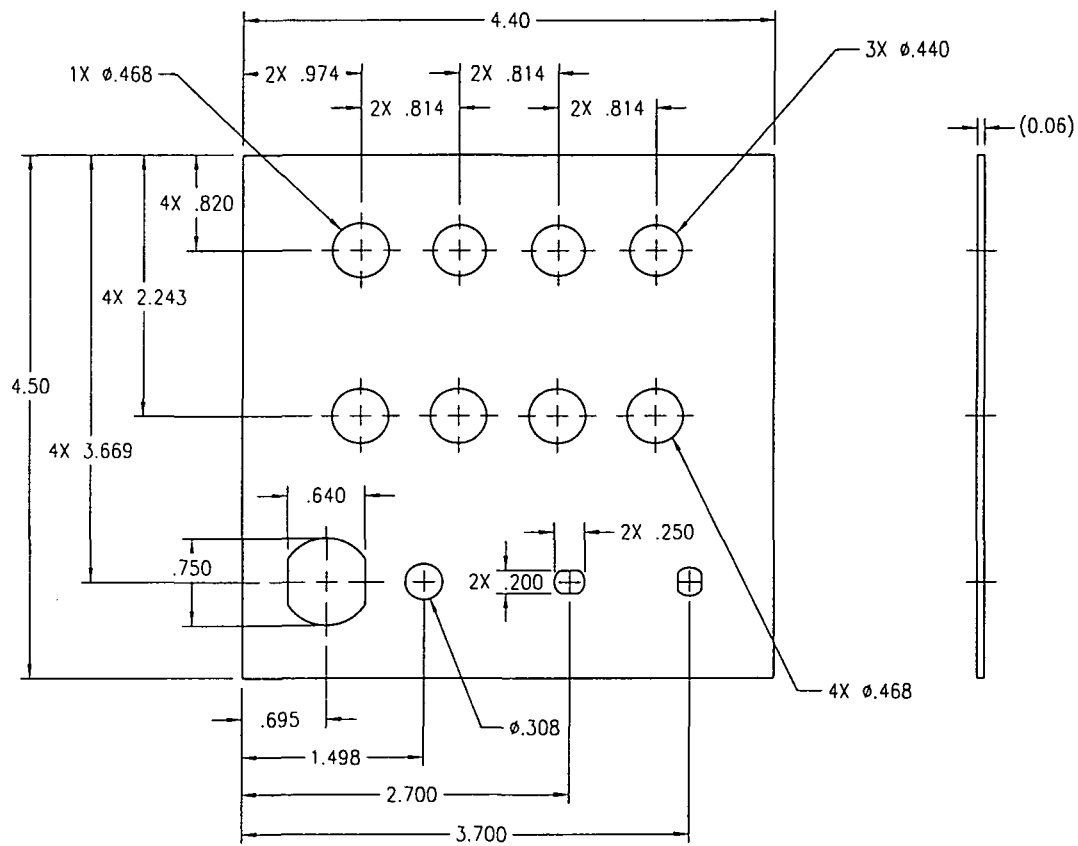 4.40
1X ø.468
2X .974
2X .814
3X ø.440
2X .814
2X .814
(0.06)
4X .820
4X 2.243
4.50
4X 3.669
.640
2X .250
.750
2X .200
4X ø.468
.695
ø.308
1.498
2.700
3.700